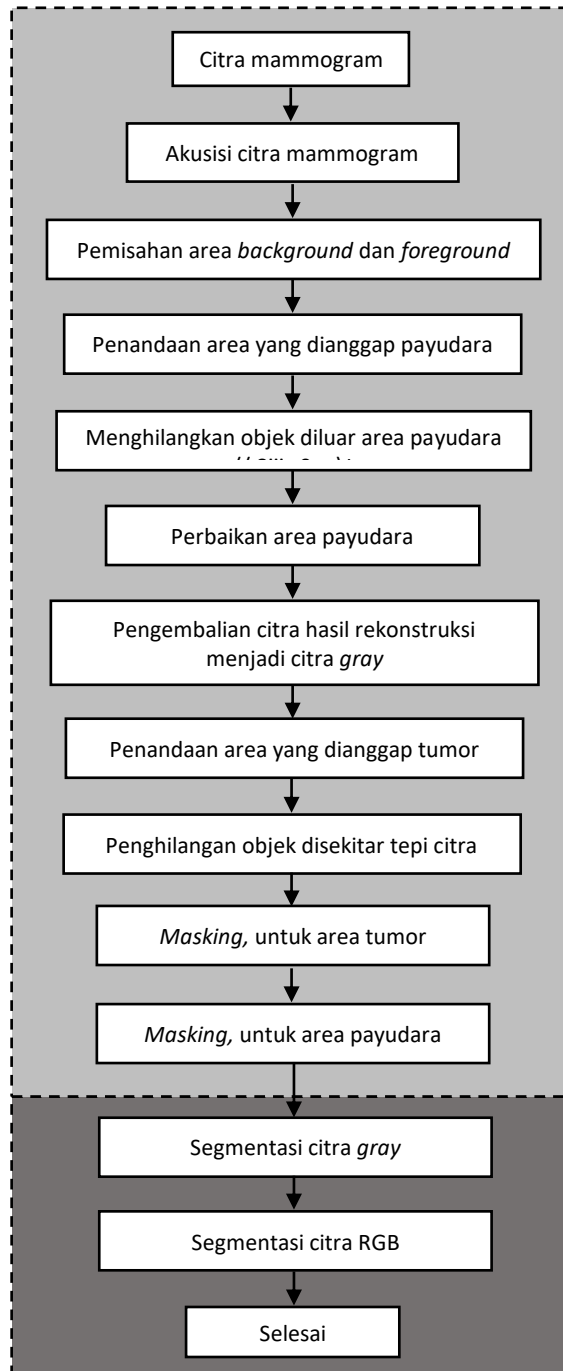 Citra mammogram
Akusisi citra mammogram
Pemisahan area background dan foreground
Penandaan area yang dianggap payudara
Menghilangkan objek diluar area payudara
Perbaikan area payudara
Pengembalian citra hasil rekonstruksi
menjadi citra gray
Penandaan area yang dianggap tumor
Penghilangan objek disekitar tepi citra
Masking, untuk area tumor
Masking, untuk area payudara
Segmentasi citra gray
Segmentasi citra RGB
Selesai